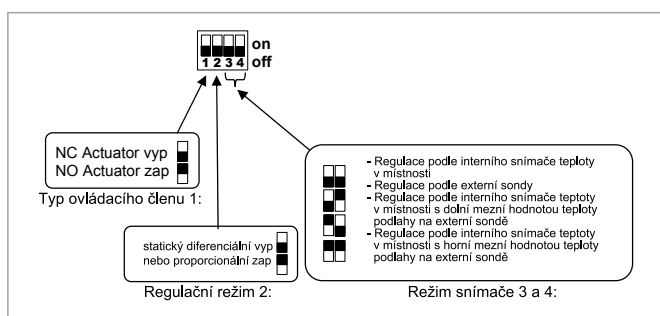 on
1 2 3 4 off
NC Actuator vyp
NO Actuator zap
Typ ovládacího členu 1:
statický diferenciální vyp
nebo proporcionální zap
Regulační režim 2:
- Regulace podle interního snímače teploty
v místnosti
- Regulace podle externí sondy
- Regulace podle interního snímače teptoty
v místnosti s dolní mezní hodnotou teploty
podlahy na externí sondě
- Regulace podle interního snímače teptoty
v místnosti s horní mezní hodnotou teploty
podlahy na externí sondě
Režim snímače 3 a 4: